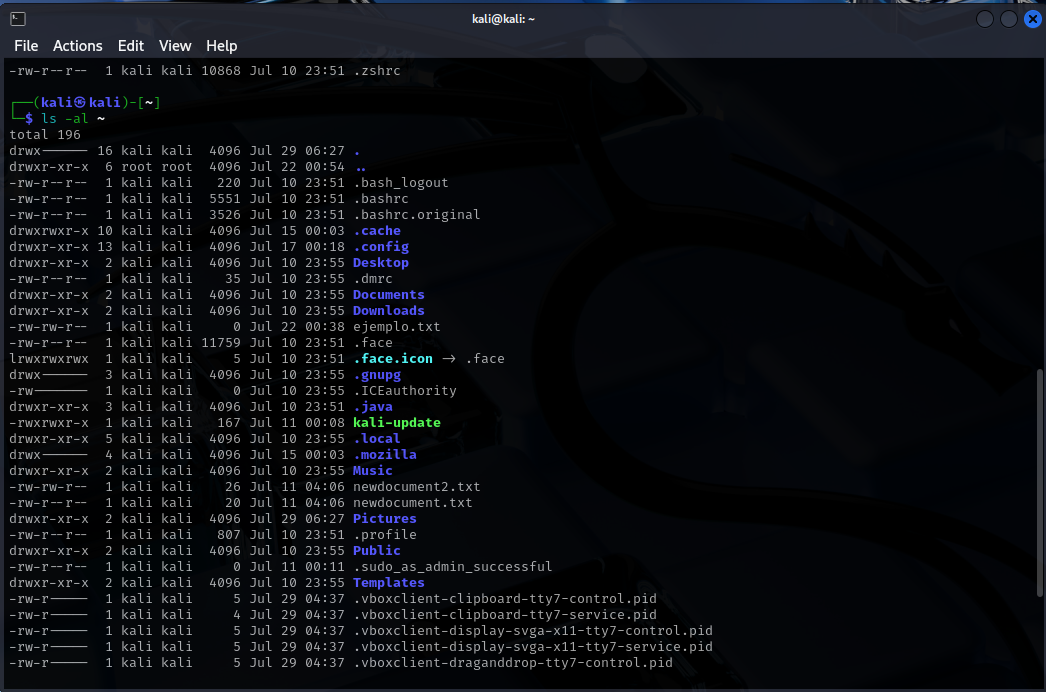 kali@kali: ~
File Actions Edit View Help
-rw-r--r-- 1 kali kali 10868 Jul 10 23:51 .zshrc
┌──(kali㉿kali)-[~]
└─$ ls -al ~
total 196
drwx------ 16 kali kali 4096 Jul 29 06:27 .
drwxr-xr-x 6 root root 4096 Jul 22 00:54 ..
-rw-r--r-- 1 kali kali 220 Jul 10 23:51 .bash_logout
-rw-r--r-- 1 kali kali 5551 Jul 10 23:51 .bashrc
-rw-r--r-- 1 kali kali 3526 Jul 10 23:51 .bashrc.original
drwxrwxr-x 10 kali kali 4096 Jul 15 00:03 .cache
drwxr-xr-x 13 kali kali 4096 Jul 17 00:18 .config
drwxr-xr-x 2 kali kali 4096 Jul 10 23:55 Desktop
-rw-r--r-- 1 kali kali 35 Jul 10 23:55 .dmrc
drwxr-xr-x 2 kali kali 4096 Jul 10 23:55 Documents
drwxr-xr-x 2 kali kali 4096 Jul 10 23:55 Downloads
-rw-rw-r-- 1 kali kali 0 Jul 22 00:38 ejemplo.txt
-rw-r--r-- 1 kali kali 11759 Jul 10 23:51 .face
lrwxrwxrwx 1 kali kali 5 Jul 10 23:51 .face.icon -> .face
drwx------ 3 kali kali 4096 Jul 10 23:55 .gnupg
-rw------- 1 kali kali 0 Jul 10 23:55 .ICEauthority
drwxr-xr-x 3 kali kali 4096 Jul 10 23:51 .java
-rwxrwxr-x 1 kali kali 167 Jul 11 00:08 kali-update
drwxr-xr-x 5 kali kali 4096 Jul 10 23:55 .local
drwx------ 4 kali kali 4096 Jul 15 00:03 .mozilla
drwxr-xr-x 2 kali kali 4096 Jul 10 23:55 Music
-rw-rw-r-- 1 kali kali 26 Jul 11 04:06 newdocument2.txt
-rw-r--r-- 1 kali kali 20 Jul 11 04:06 newdocument.txt
drwxr-xr-x 2 kali kali 4096 Jul 29 06:27 Pictures
-rw-r--r-- 1 kali kali 807 Jul 10 23:51 .profile
drwxr-xr-x 2 kali kali 4096 Jul 10 23:55 Public
-rw-r--r-- 1 kali kali 0 Jul 11 00:11 .sudo_as_admin_successful
drwxr-xr-x 2 kali kali 4096 Jul 10 23:55 Templates
-rw-r----- 1 kali kali 5 Jul 29 04:37 .vboxclient-clipboard-tty7-control.pid
-rw-r----- 1 kali kali 4 Jul 29 04:37 .vboxclient-clipboard-tty7-service.pid
-rw-r----- 1 kali kali 5 Jul 29 04:37 .vboxclient-display-svga-x11-tty7-control.pid
-rw-r----- 1 kali kali 5 Jul 29 04:37 .vboxclient-display-svga-x11-tty7-service.pid
-rw-r----- 1 kali kali 5 Jul 29 04:37 .vboxclient-draganddrop-tty7-control.pid